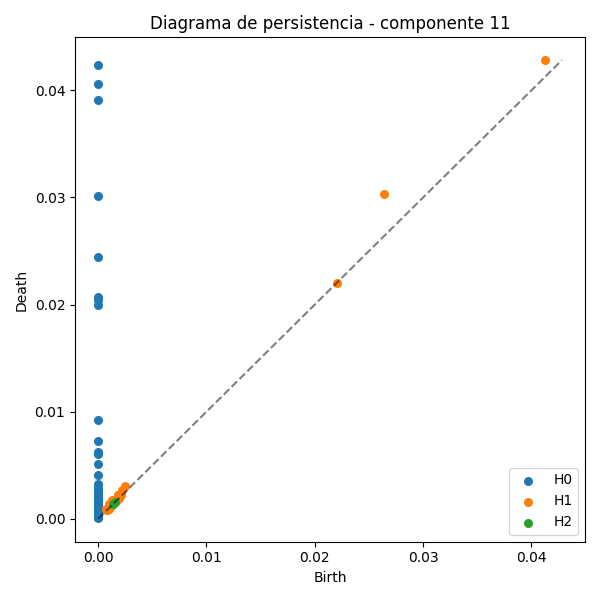 Diagrama de persistencia - componente 11
Death
0.04
0.03
0.02
0.01
0.00
0.00 0.01 0.02 0.03 0.04
Birth
H0
H1
H2